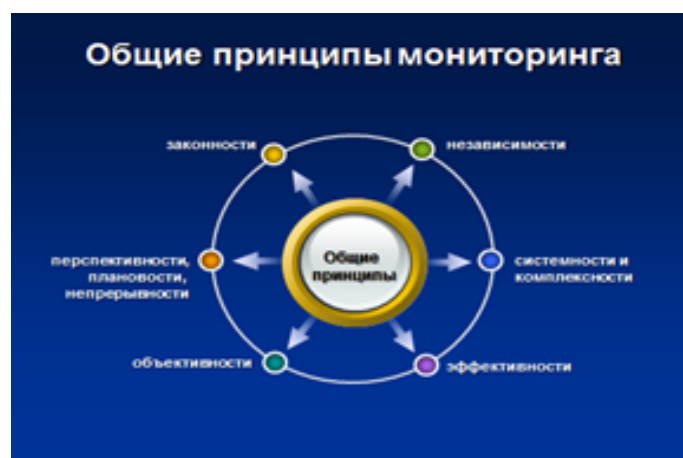 Общие принципы мониторинга
законности
независимости
перспективности,
плановости,
непрерывности
Общие
принципы
системности и
комплексности
объективности
эффективности